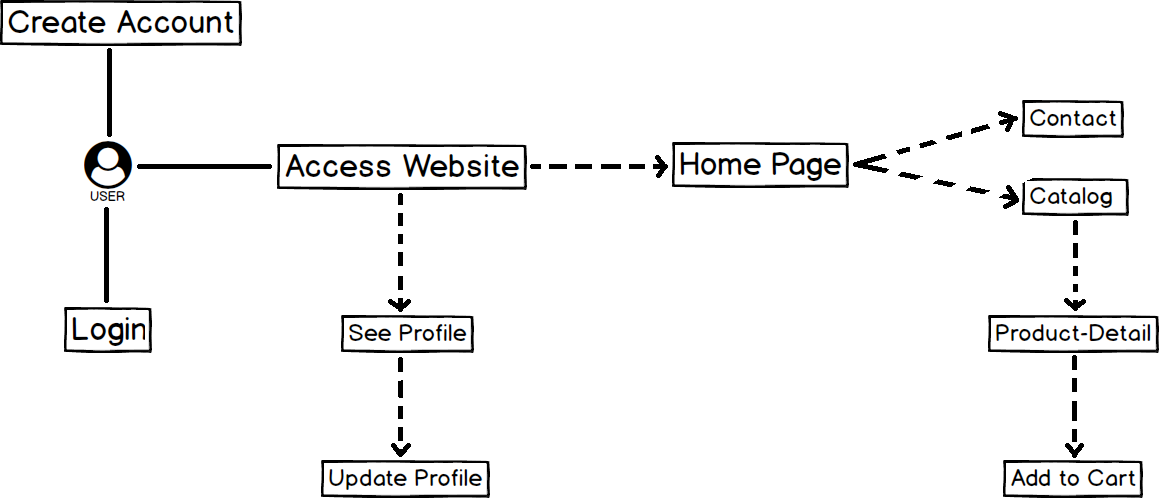 Create Account
USER
Access Website
Home Page
Contact
Catalog
Login
See Profile
Product-Detail
Update Profile
Add to Cart